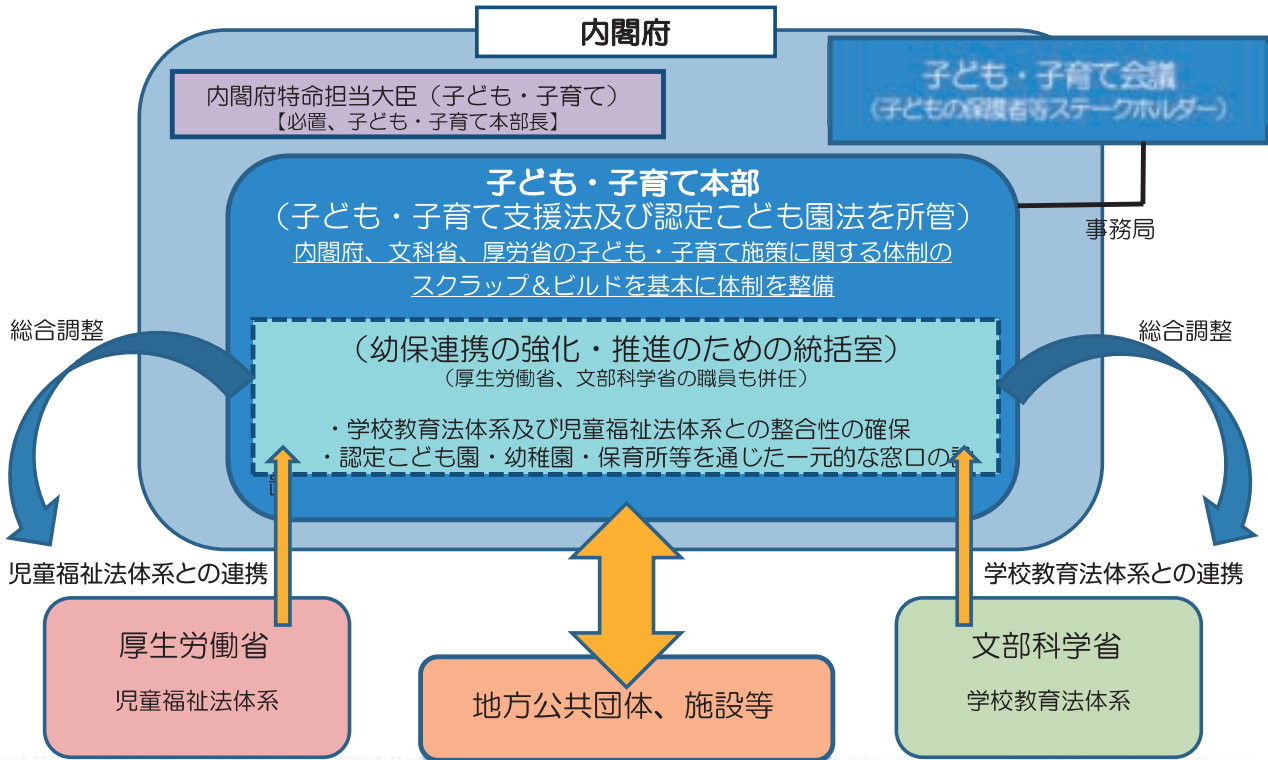 内閣府
内閣府特命担当大臣（子ども・子育て）
【必置、子ども・子育て本部長】
子ども・子育て会議
（子どもの保護者等ステークホルダー）
子ども・子育て本部
（子ども・子育て支援法及び認定こども園法を所管）
内閣府、文科省、厚労省の子ども・子育て施策に関する体制の
スクラップ＆ビルドを基本に体制を整備
事務局
総合調整
総合調整
（幼保連携の強化・推進のための統括室）
（厚生労働省、文部科学省の職員も併任）
・学校教育法体系及び児童福祉法体系との整合性の確保
・認定こども園・幼稚園・保育所等を通じた一元的な窓口の設
置
児童福祉法体系との連携
学校教育法体系との連携
厚生労働省
児童福祉法体系
地方公共団体、施設等
文部科学省
学校教育法体系